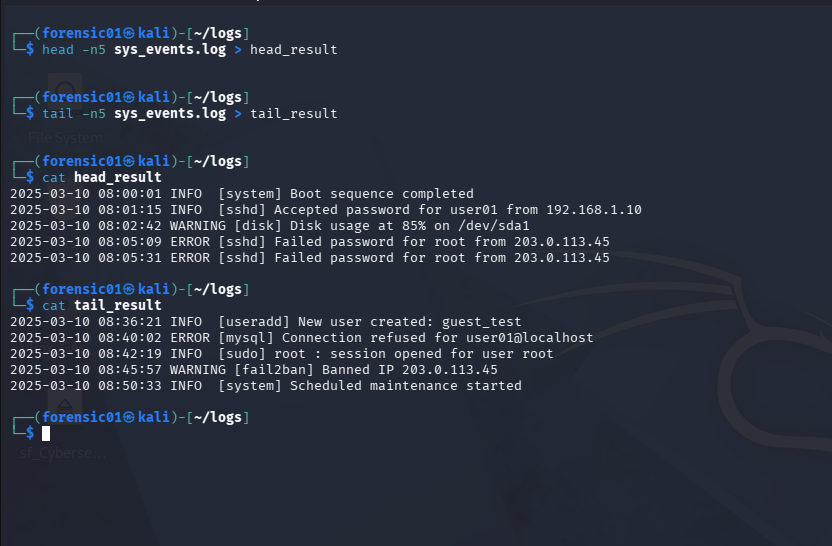 ┌──(forensic01㉿kali)-[~/logs]
└─$ head -n5 sys_events.log > head_result
┌──(forensic01㉿kali)-[~/logs]
└─$ tail -n5 sys_events.log > tail_result
File System
┌──(forensic01㉿kali)-[~/logs]
└─$ cat head_result
2025-03-10 08:00:01 INFO  [system] Boot sequence completed
2025-03-10 08:01:15 INFO  [sshd] Accepted password for user01 from 192.168.1.10
2025-03-10 08:02:42 WARNING [disk] Disk usage at 85% on /dev/sda1
2025-03-10 08:05:09 ERROR [sshd] Failed password for root from 203.0.113.45
2025-03-10 08:05:31 ERROR [sshd] Failed password for root from 203.0.113.45
┌──(forensic01㉿kali)-[~/logs]
└─$ cat tail_result
2025-03-10 08:36:21 INFO  [useradd] New user created: guest_test
2025-03-10 08:40:02 ERROR [mysql] Connection refused for user01@localhost
2025-03-10 08:42:19 INFO  [sudo] root : session opened for user root
2025-03-10 08:45:57 WARNING [fail2ban] Banned IP 203.0.113.45
2025-03-10 08:50:33 INFO  [system] Scheduled maintenance started
┌──(forensic01㉿kali)-[~/logs]
└─$
sf_Cyberse...